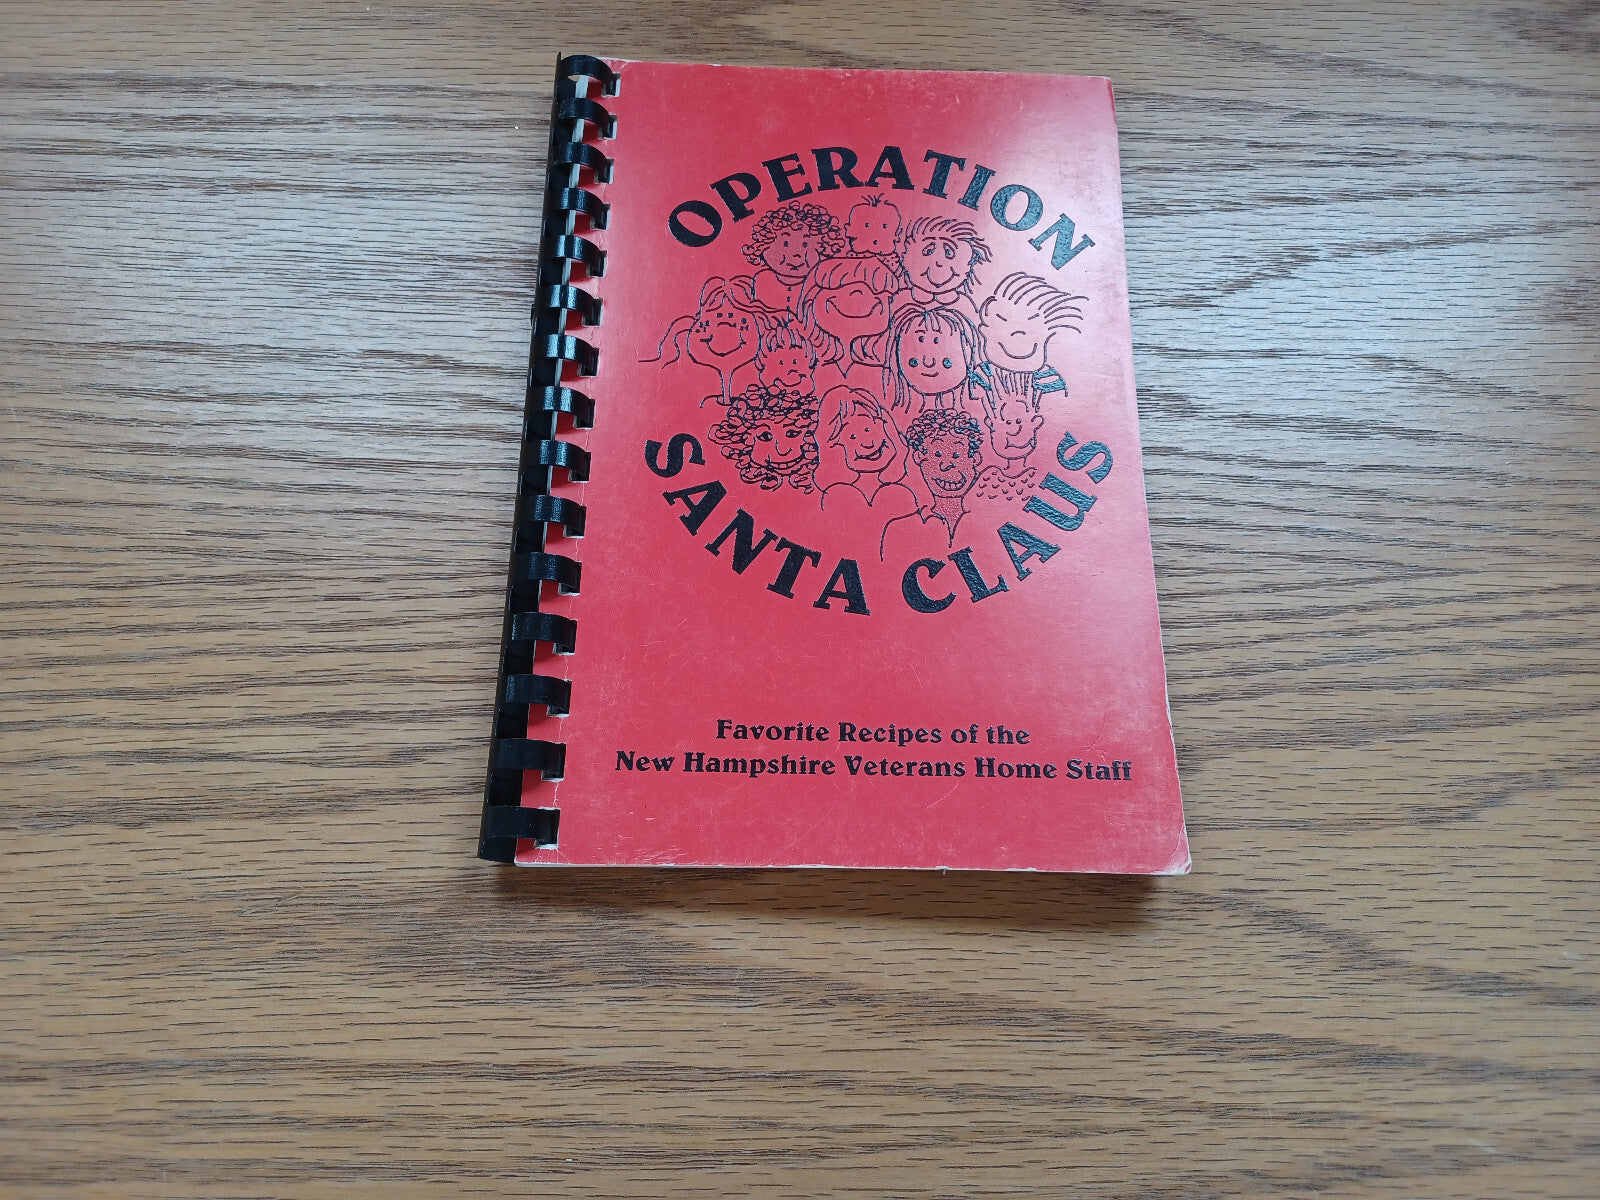 OPERATION
SANTA CLAUS
Favorite Recipes of the
New Hampshire Veterans Home Staff